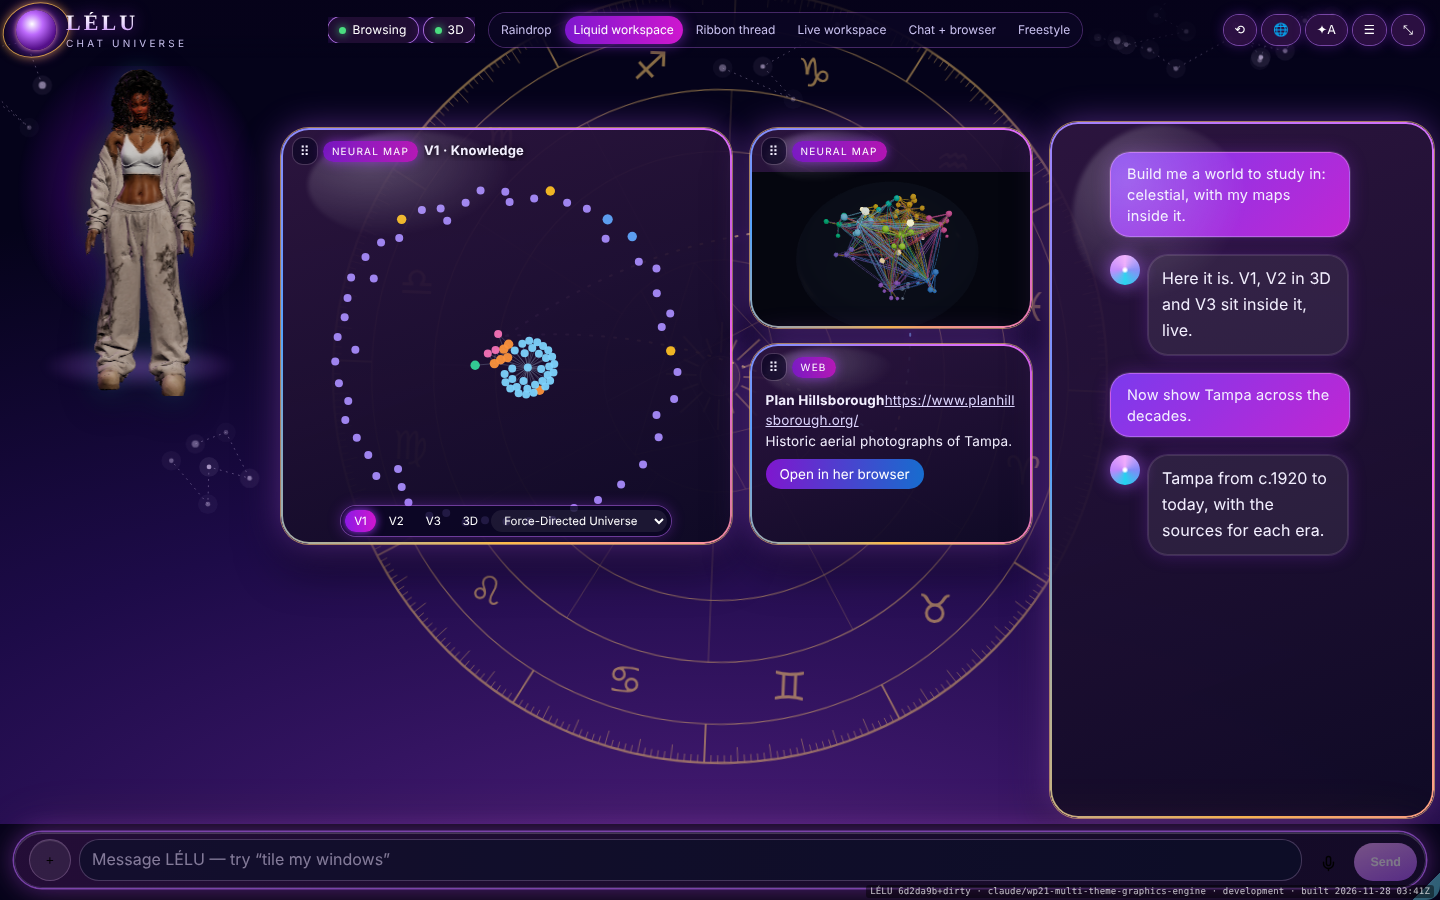 LÉLU
CHAT UNIVERSE
Browsing
3D
Raindrop
Liquid workspace
Ribbon thread
Live workspace
Chat + browser
Freestyle
✦A
NEURAL MAP
V1 · Knowledge
V1
V2
V3
3D
Force-Directed Universe
NEURAL MAP
WEB
Plan Hillsboroughhttps://www.planhill
sborough.org/
Historic aerial photographs of Tampa.
Open in her browser
Build me a world to study in:
celestial, with my maps
inside it.
Here it is. V1, V2 in 3D
and V3 sit inside it,
live.
Now show Tampa across the
decades.
Tampa from c.1920 to
today, with the
sources for each era.
+
Message LÉLU — try “tile my windows”
Send
LÉLU 6d2da9b+dirty · claude/wp21-multi-theme-graphics-engine · development · built 2026-11-28 03:41Z